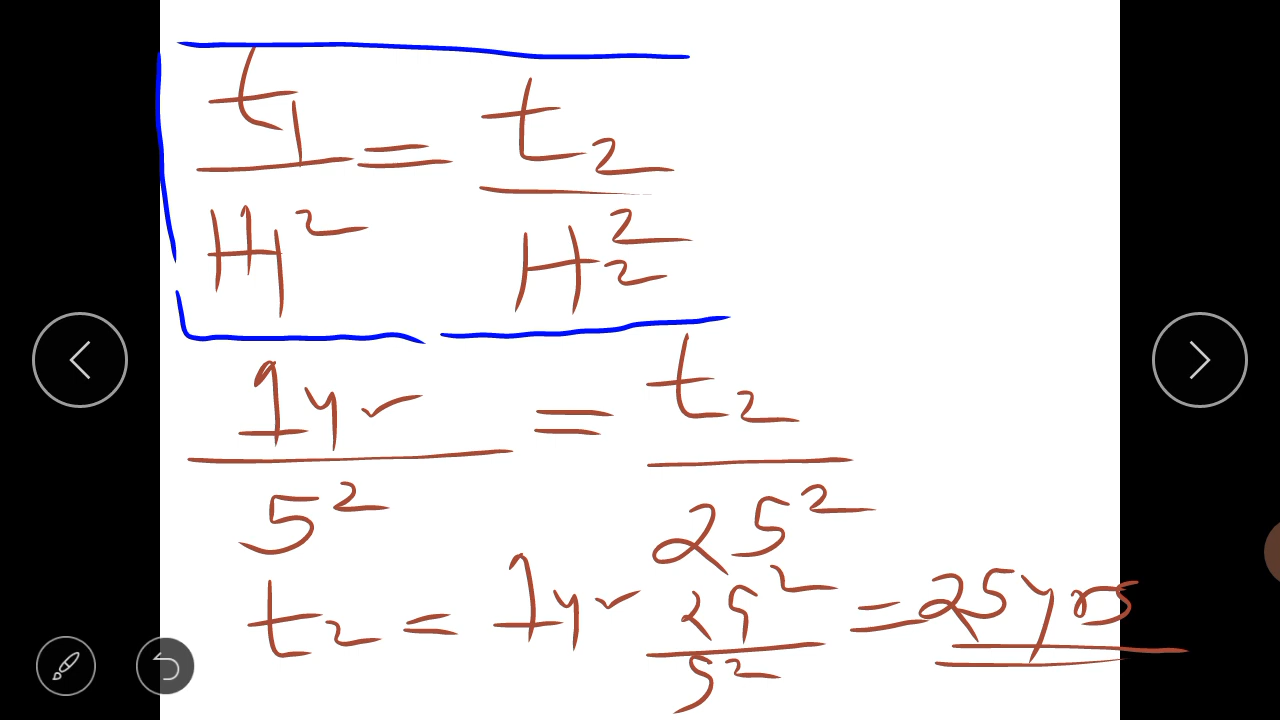 t₁/H₁² = t₂/H₂²
1yr/5² = t₂/25²
t₂ = 1yr 25²/5² = 25yrs